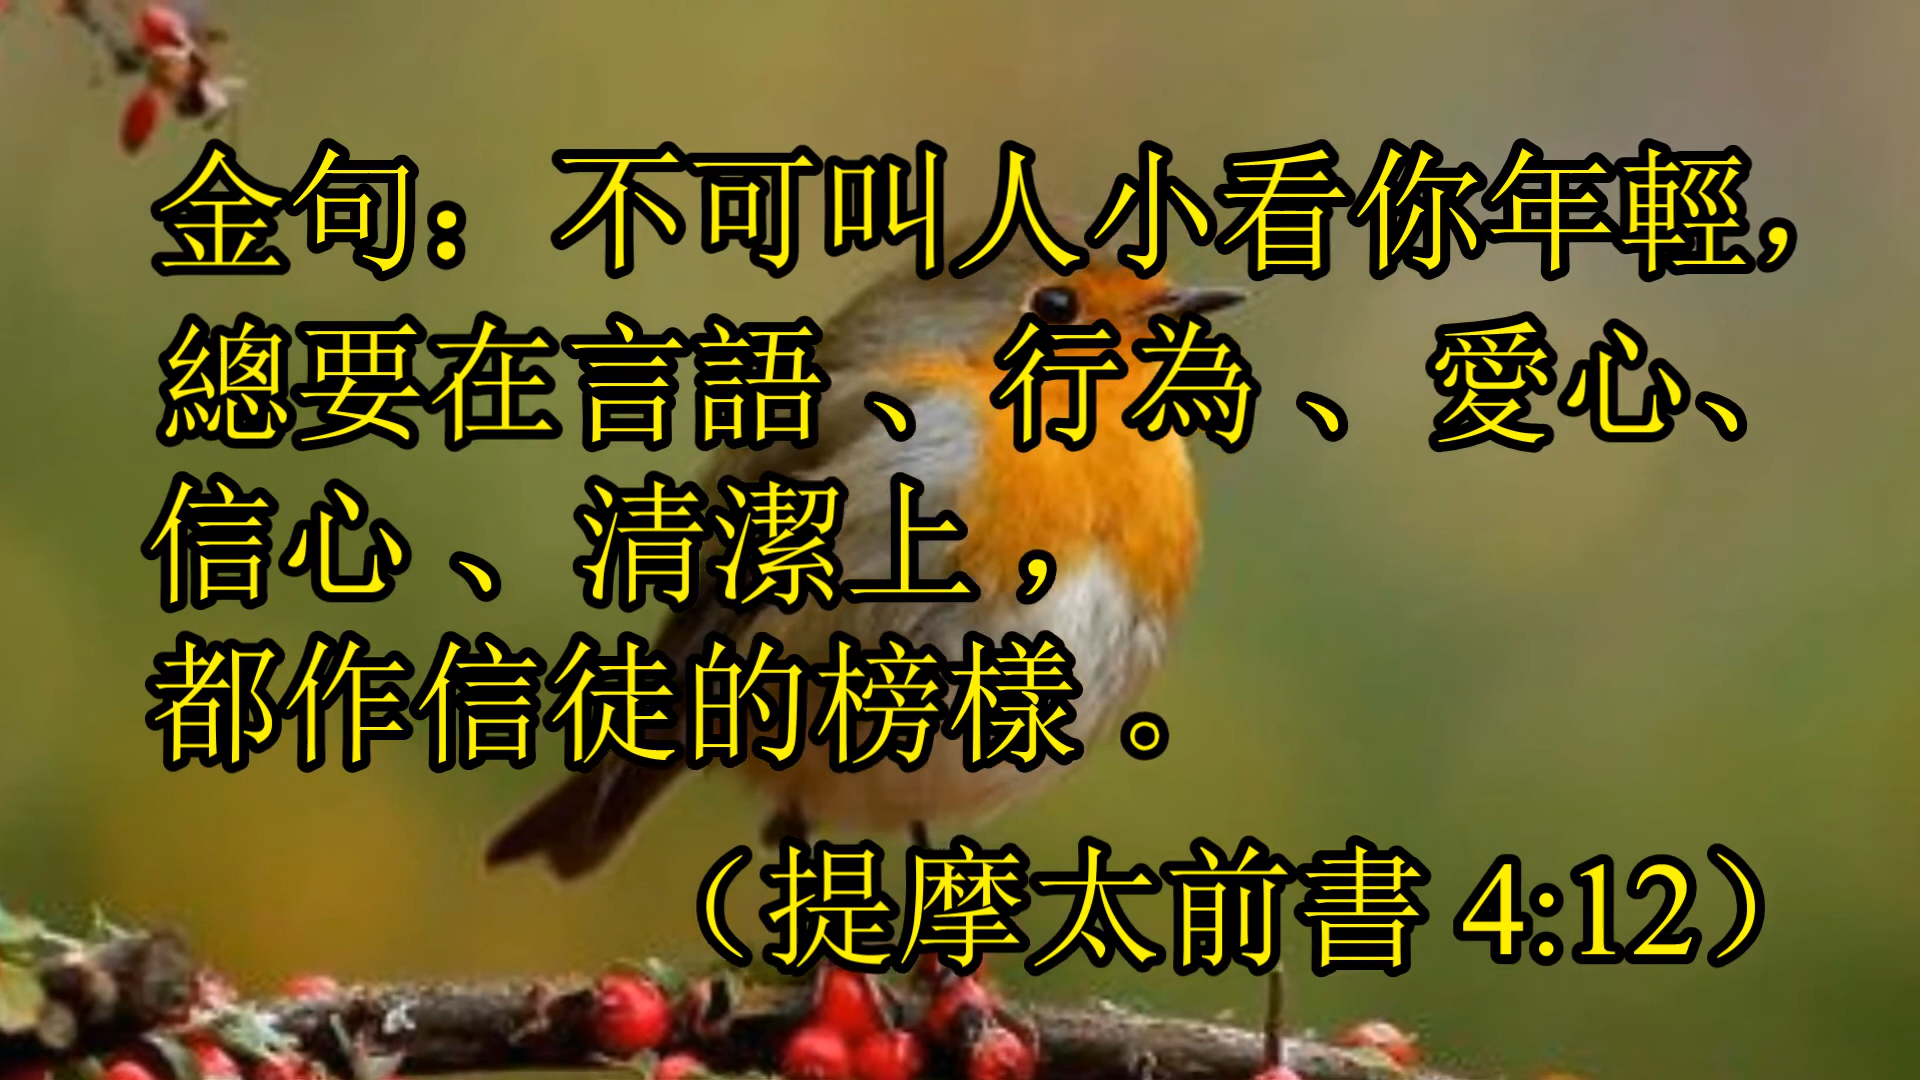 金句: 不可叫人小看你年輕,
總要在言語、行為、愛心、
信心、清潔上,
都作信徒的榜樣。
(提摩太前書 4:12)